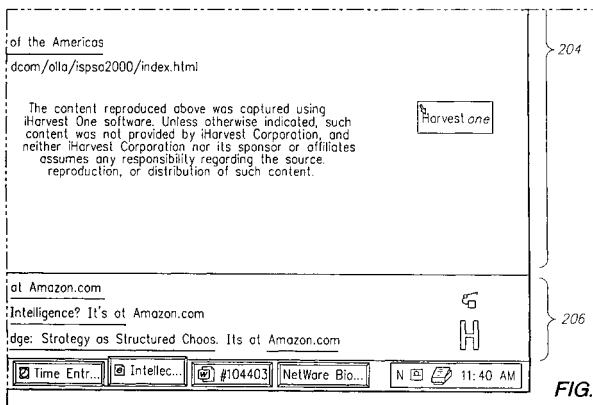 of the Americas
204
dcom/olla/ispso2000/index.html
The content reproduced above was captured using
iHarvest One software. Unless otherwise indicated, such
content was not provided by iHarvest Corporation, and
neither iHarvest Corporation nor its sponsor or affiliates
assumes any responsibility regarding the source.
reproduction, or distribution of such content.
Harvest one
at Amazon.com
Intelligence? It's at Amazon.com
206
dge: Strategy as Structured Chaos. Its at Amazon.com
H
Time Entr... Intellec... #104403 NetWare Bio... N 11:40 AM
FIG.